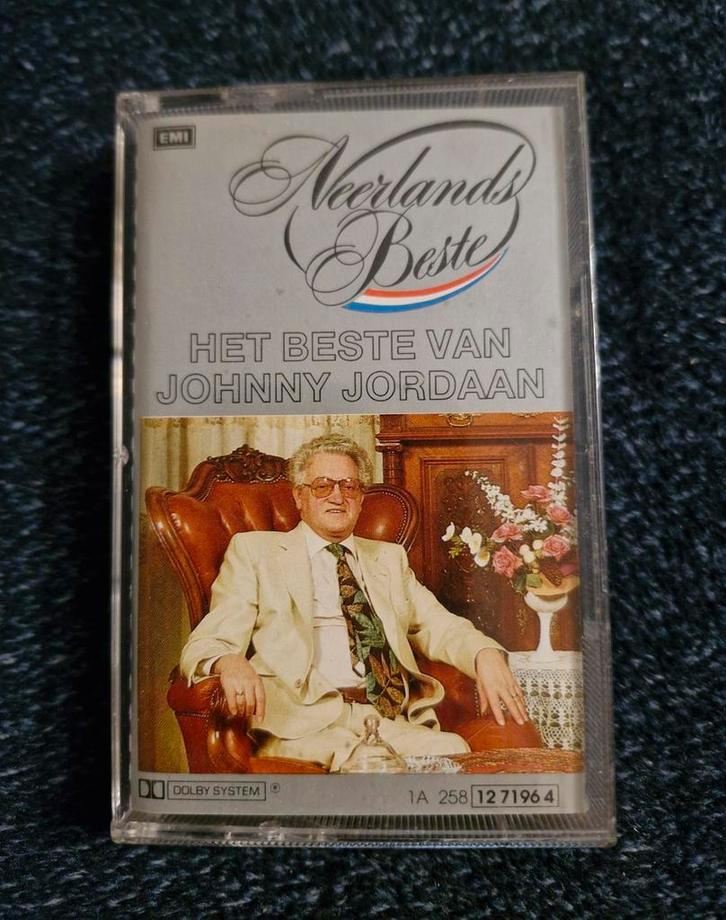 EMI
Neerlands
Beste
HET BESTE VAN
JOHNNY JORDAAN
DOLBY SYSTEM ®
1A 258 12 7196 4